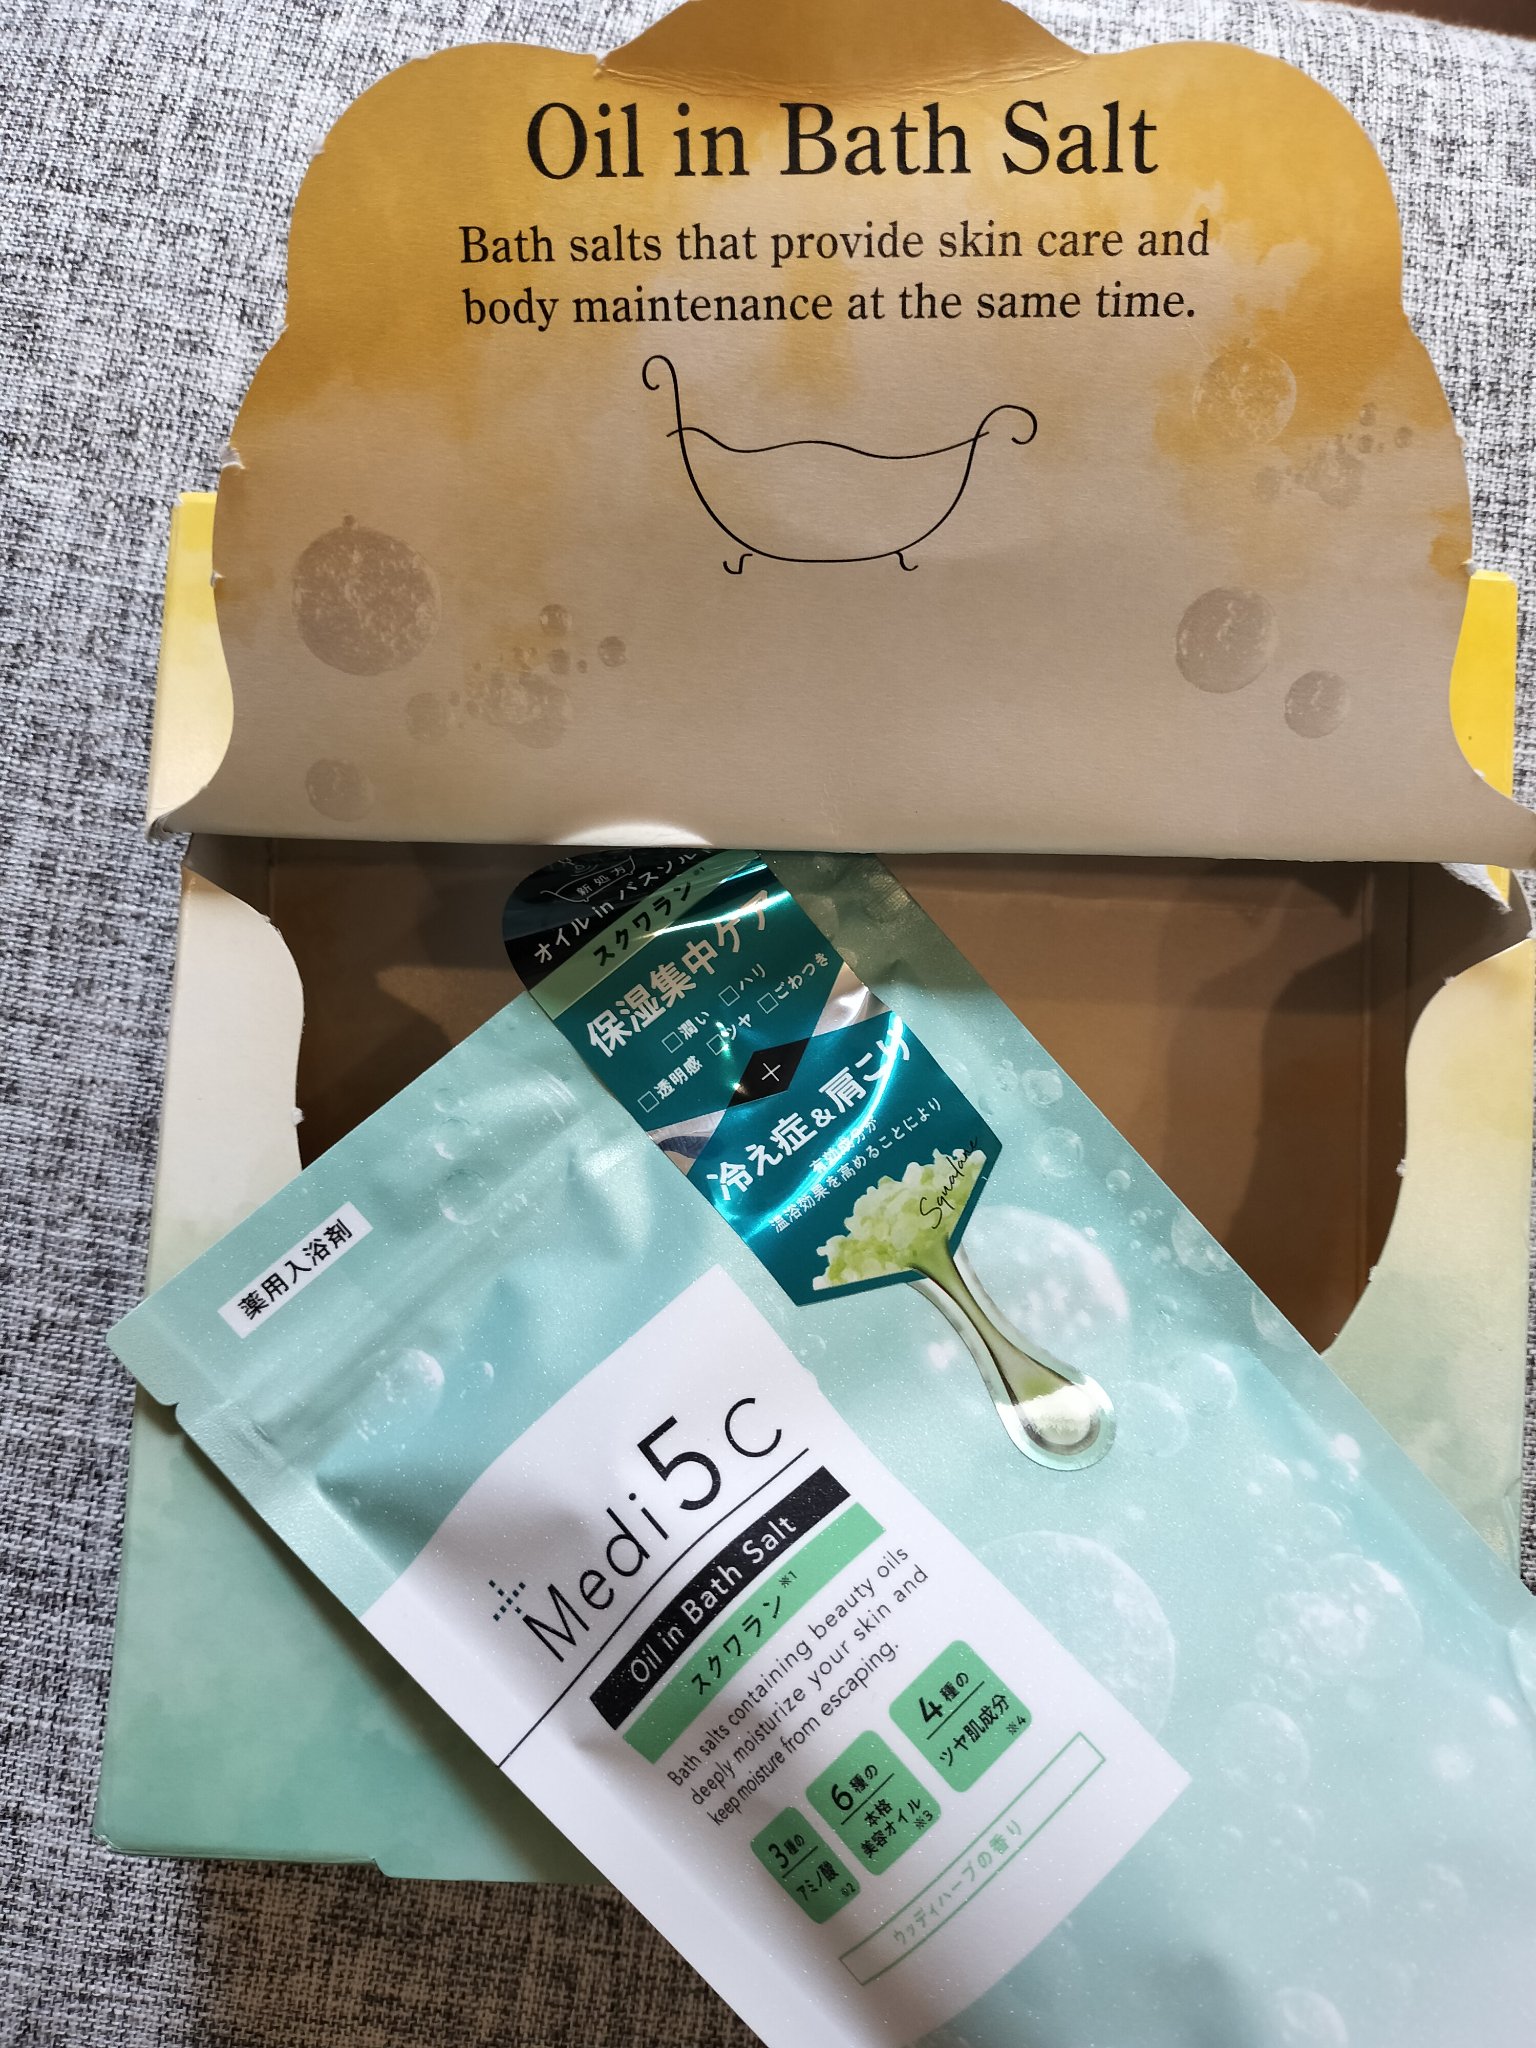 Oil in Bath Salt
Bath salts that provide skin care and
body maintenance at the same time.
新処方
オイル in バスソルト
スクワラン※1
保湿集中ケア
□潤い □ハリ
□透明感 □ツヤ □ごわつき
+
冷え症&肩こり
有効成分が
温浴効果を高めることにより
Squalane
薬用入浴剤
Medi5C
Oil in Bath Salt
スクワラン※1
Bath salts containing beauty oils
deeply moisturize your skin and
keep moisture from escaping.
3種の
アミノ酸
※2
6種の
本格
美容オイル
※3
4種の
ツヤ肌成分
※4
ウッディハーブの香り